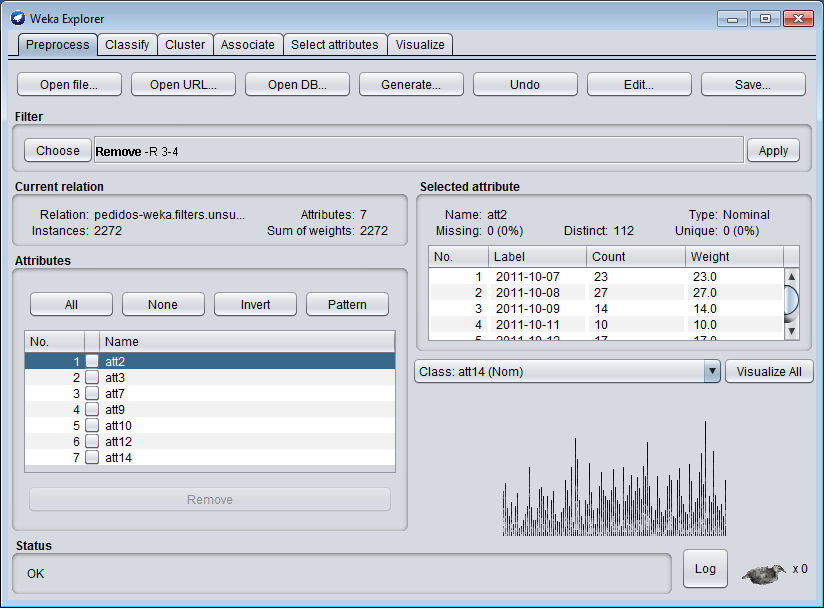 Weka Explorer
Preprocess Classify Cluster Associate Select attributes Visualize
Open file... Open URL... Open DB... Generate... Undo Edit... Save...
Filter
Choose Remove -R 3-4 Apply
Current relation
Relation: pedidos-weka.filters.unsu... Attributes: 7
Instances: 2272 Sum of weights: 2272
Selected attribute
Name: att2 Type: Nominal
Missing: 0 (0%) Distinct: 112 Unique: 0 (0%)
No. Label Count Weight
1 2011-10-07 23 23.0
2 2011-10-08 27 27.0
3 2011-10-09 14 14.0
4 2011-10-11 10 10.0
5 2011-10-12 17 17.0
Attributes
All None Invert Pattern
No. Name
1 att2
2 att3
3 att7
4 att9
5 att10
6 att12
7 att14
Remove
Class: att14 (Nom) Visualize All
Status
OK
Log x 0